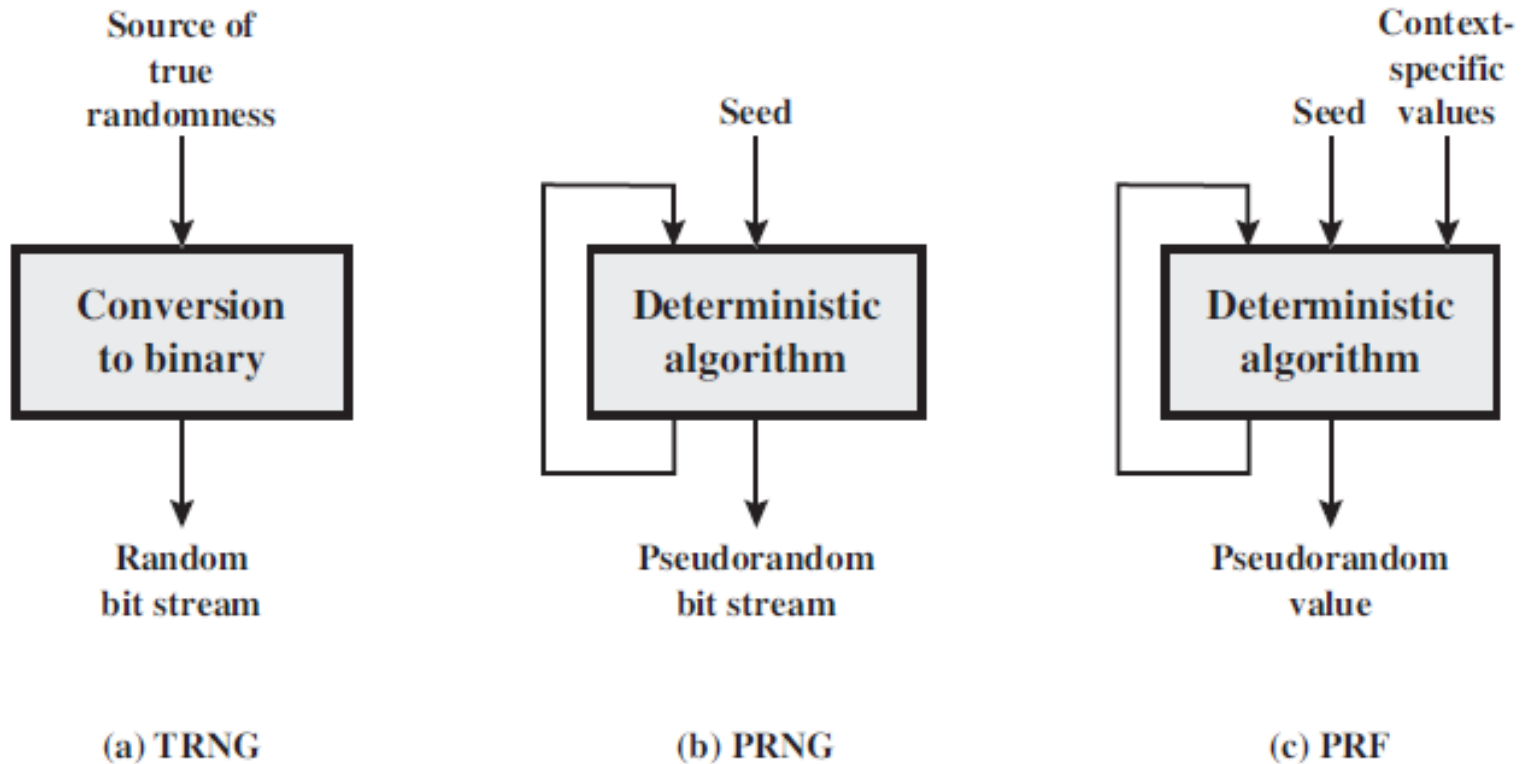 Source of
true
randomness
Conversion
to binary
Random
bit stream
(a) TRNG
Seed
Deterministic
algorithm
Pseudorandom
bit stream
(b) PRNG
Context-
specific
Seed values
Deterministic
algorithm
Pseudorandom
value
(c) PRF